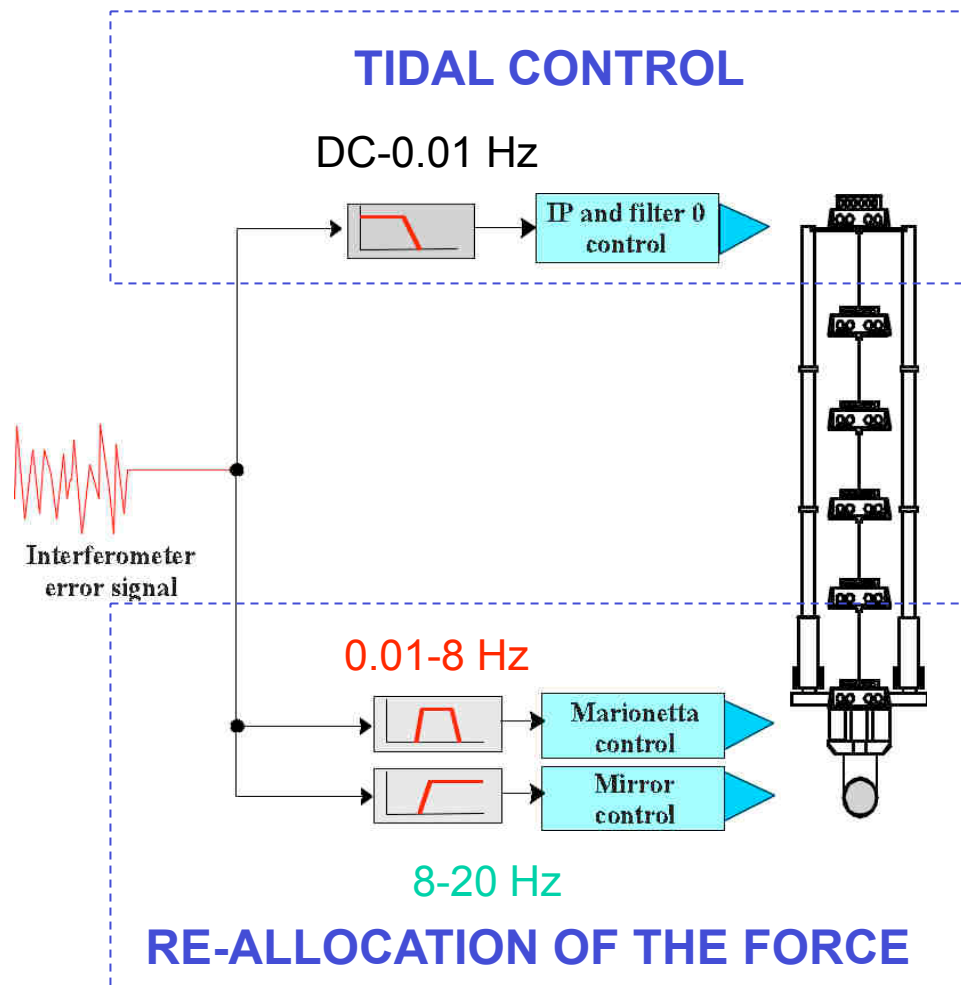 TIDAL CONTROL
DC-0.01 Hz
IP and filter 0
control
Interferometer
error signal
0.01-8 Hz
Marionetta
control
Mirror
control
8-20 Hz
RE-ALLOCATION OF THE FORCE